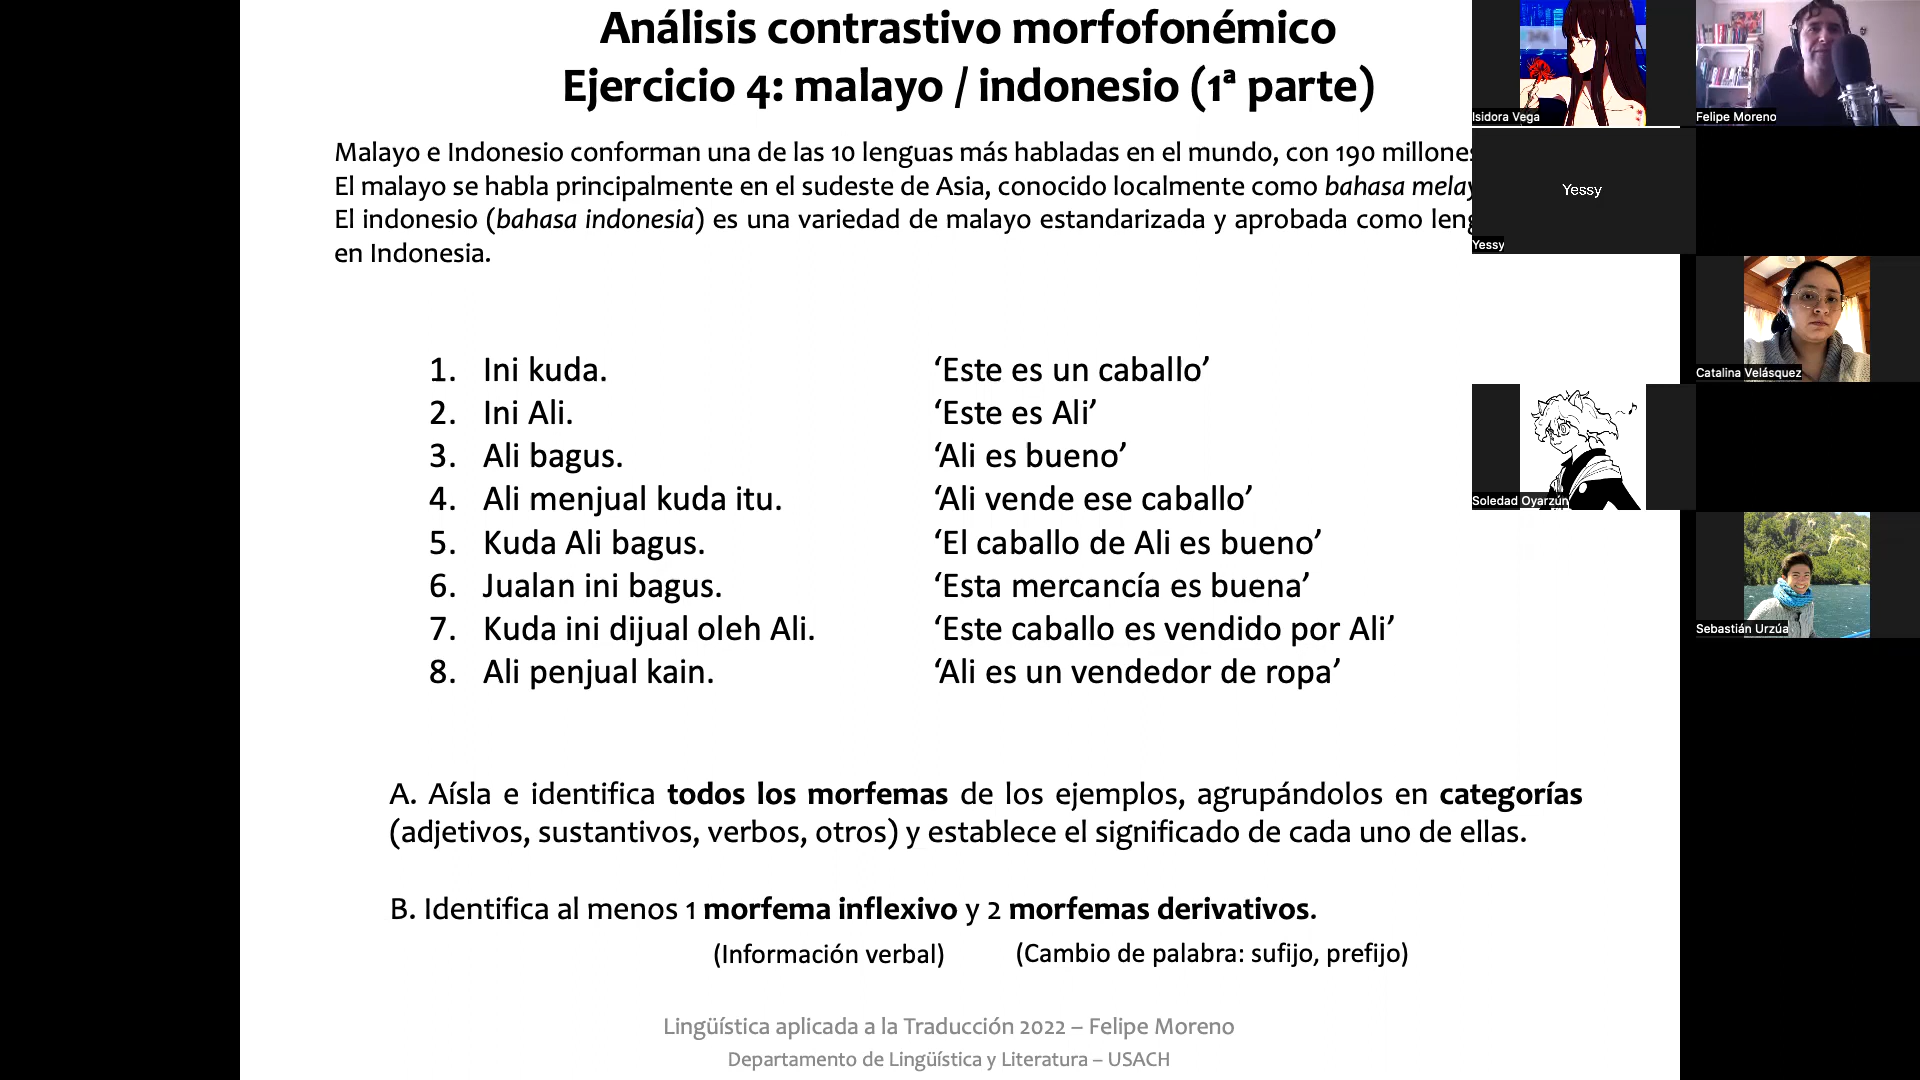 Análisis contrastivo morfofonémico
Ejercicio 4: malayo / indonesio (1ª parte)
Malayo e Indonesio conforman una de las 10 lenguas más habladas en el mundo, con 190 millones
El malayo se habla principalmente en el sudeste de Asia, conocido localmente como bahasa melay
El indonesio (bahasa indonesia) es una variedad de malayo estandarizada y aprobada como leng
en Indonesia.
1. Ini kuda. ‘Este es un caballo’
2. Ini Ali. ‘Este es Ali’
3. Ali bagus. ‘Ali es bueno’
4. Ali menjual kuda itu. ‘Ali vende ese caballo’
5. Kuda Ali bagus. ‘El caballo de Ali es bueno’
6. Jualan ini bagus. ‘Esta mercancía es buena’
7. Kuda ini dijual oleh Ali. ‘Este caballo es vendido por Ali’
8. Ali penjual kain. ‘Ali es un vendedor de ropa’
A. Aísla e identifica todos los morfemas de los ejemplos, agrupándolos en categorías
(adjetivos, sustantivos, verbos, otros) y establece el significado de cada uno de ellas.
B. Identifica al menos 1 morfema inflexivo y 2 morfemas derivativos.
(Información verbal) (Cambio de palabra: sufijo, prefijo)
Lingüística aplicada a la Traducción 2022 – Felipe Moreno
Departamento de Lingüística y Literatura – USACH
Isidora Vega
Felipe Moreno
Yessy
Yessy
Catalina Velásquez
Soledad Oyarzún
Sebastián Urzúa